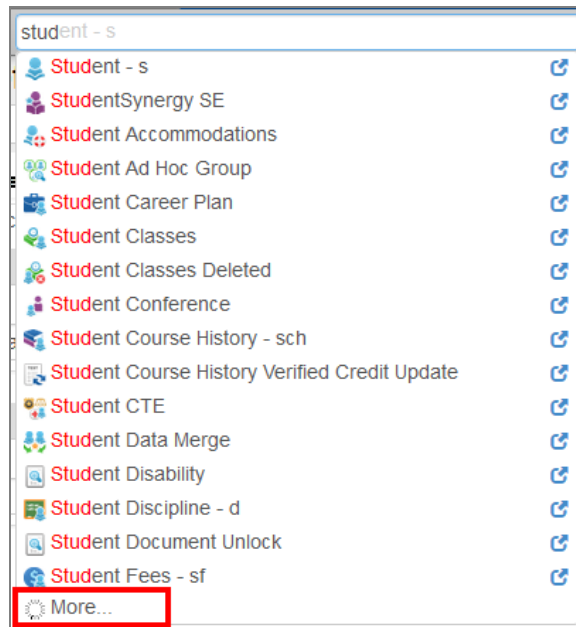 student - s
Student - s
StudentSynergy SE
Student Accommodations
Student Ad Hoc Group
Student Career Plan
Student Classes
Student Classes Deleted
Student Conference
Student Course History - sch
Student Course History Verified Credit Update
Student CTE
Student Data Merge
Student Disability
Student Discipline - d
Student Document Unlock
Student Fees - sf
More...